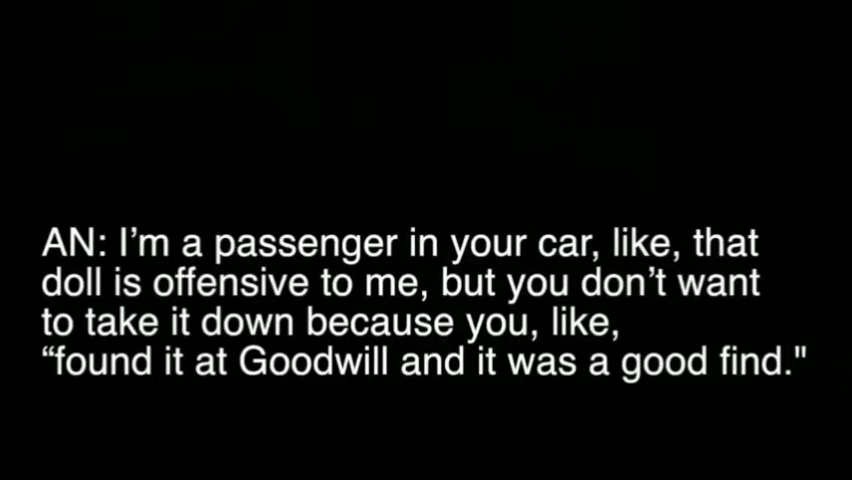 AN: I’m a passenger in your car, like, that
doll is offensive to me, but you don’t want
to take it down because you, like,
“found it at Goodwill and it was a good find."